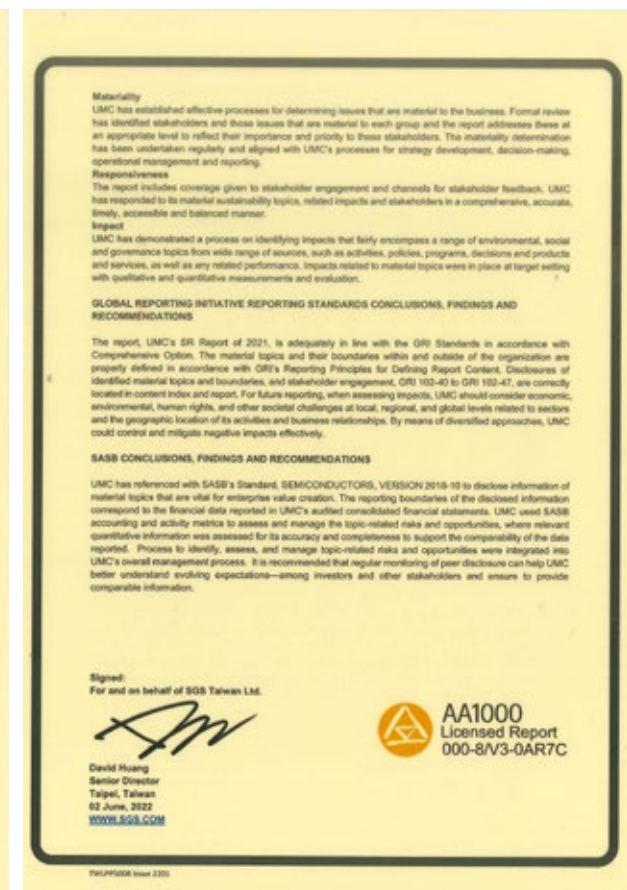 Materiality
UMC has established effective processes for determining issues that are material to the business. Formal review
has identified stakeholders and those issues that are material to each group and the report addresses these at
an appropriate level to reflect their importance and priority to these stakeholders. The materiality determination
has been undertaken regularly and aligned with UMC's processes for strategy development, decision-making,
operational management and reporting.
Responsiveness
The report includes coverage given to stakeholder engagement and channels for stakeholder feedback. UMC
has responded to its material sustainability topics, related impacts and stakeholders in a comprehensive, accurate,
timely, accessible and balanced manner.
Impact
UMC has demonstrated a process on identifying impacts that fairly encompass a range of environmental, social
and governance topics from wide range of sources, such as activities, policies, programs, decisions and products
and services, as well as any related performance. Impacts related to material topics were in place at target setting
with qualitative and quantitative measurements and evaluation.
GLOBAL REPORTING INITIATIVE REPORTING STANDARDS CONCLUSIONS, FINDINGS AND
RECOMMENDATIONS
The report, UMC's SR Report of 2021, is adequately in line with the GRI Standards in accordance with
Comprehensive Option. The material topics and their boundaries within and outside of the organization are
properly defined in accordance with GRI's Reporting Principles for Defining Report Content. Disclosures of
identified material topics and boundaries, and stakeholder engagement, GRI 102-40 to GRI 102-47, are correctly
located in content index and report. For future reporting, when assessing impacts, UMC should consider economic,
environmental, human rights, and other societal challenges at local, regional, and global levels related to sectors
and the geographic location of its activities and business relationships. By means of diversified approaches, UMC
could control and mitigate negative impacts effectively.
SASB CONCLUSIONS, FINDINGS AND RECOMMENDATIONS
UMC has referenced with SASB's Standard, SEMICONDUCTORS, VERSION 2018-10 to disclose information of
material topics that are vital for enterprise value creation. The reporting boundaries of the disclosed information
correspond to the financial data reported in UMC's audited consolidated financial statements. UMC used SASB
accounting and activity metrics to assess and manage the topic-related risks and opportunities, where relevant
quantitative information was assessed for its accuracy and completeness to support the comparability of the data
reported. Process to identify, assess, and manage topic-related risks and opportunities were integrated into
UMC's overall management process. It is recommended that regular monitoring of peer disclosure can help UMC
better understand evolving expectations—among investors and other stakeholders and ensure to provide
comparable information.
Signed:
For and on behalf of SGS Taiwan Ltd.
David Huang
Senior Director
Taipei, Taiwan
02 June, 2022
WWW.SGS.COM
AA1000
Licensed Report
000-8/V3-0AR7C
TWLPP5008 Issue 2201